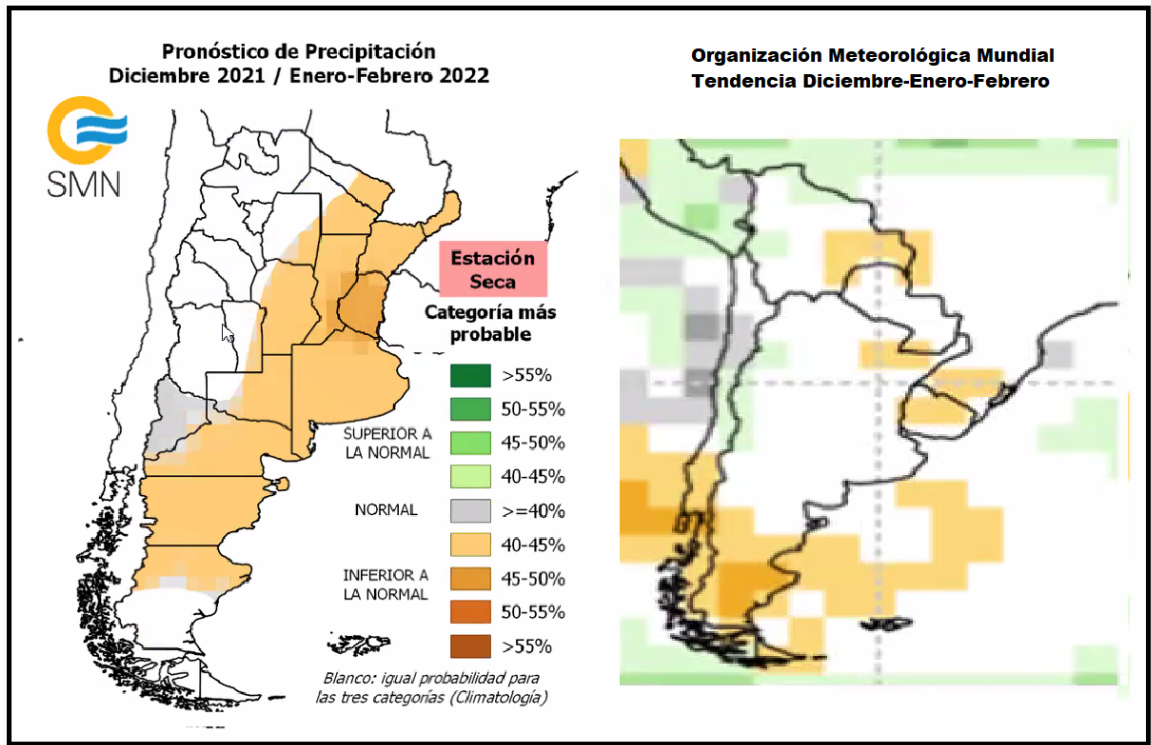 Pronóstico de Precipitación
Diciembre 2021 / Enero-Febrero 2022
SMN
Estación
Seca
Categoría más
probable
>55%
50-55%
SUPERIOR A
LA NORMAL
45-50%
40-45%
NORMAL
>=40%
40-45%
INFERIOR A
LA NORMAL
45-50%
50-55%
>55%
Blanco: igual probabilidad para
las tres categorías (Climatología)
Organización Meteorológica Mundial
Tendencia Diciembre-Enero-Febrero